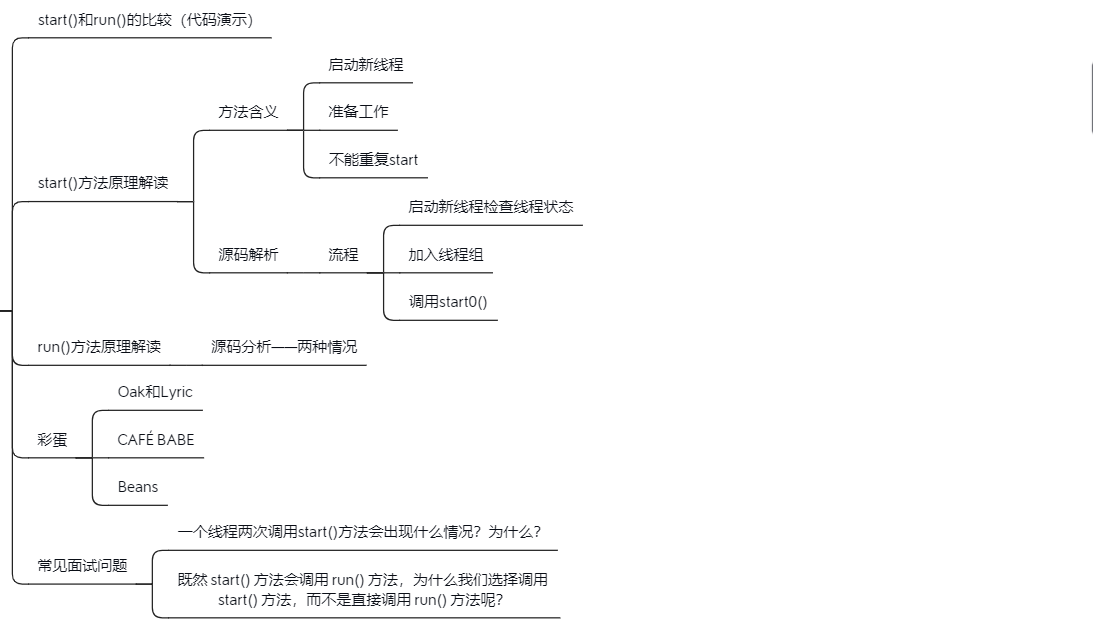 start()和run()的比较（代码演示）
启动新线程
方法含义
准备工作
不能重复start
start()方法原理解读
启动新线程检查线程状态
源码解析
流程
加入线程组
调用start0()
run()方法原理解读
源码分析——两种情况
Oak和Lyric
彩蛋
CAFÉ BABE
Beans
一个线程两次调用start()方法会出现什么情况？为什么？
常见面试问题
既然 start() 方法会调用 run() 方法，为什么我们选择调用
start() 方法，而不是直接调用 run() 方法呢？